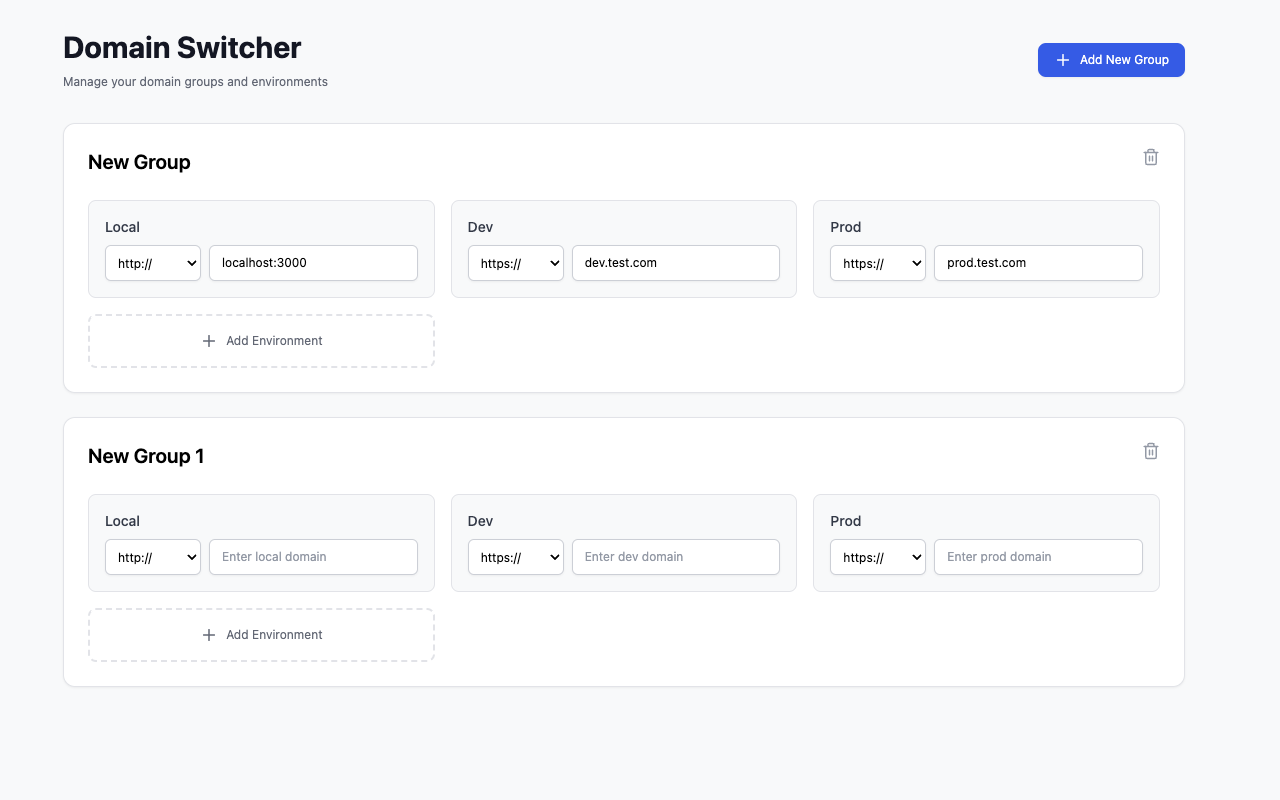 Domain Switcher
Manage your domain groups and environments
Add New Group
New Group
Local
Dev
Prod
http://
localhost:3000
https://
dev.test.com
https://
prod.test.com
Add Environment
New Group 1
Local
Dev
Prod
http://
Enter local domain
https://
Enter dev domain
https://
Enter prod domain
Add Environment